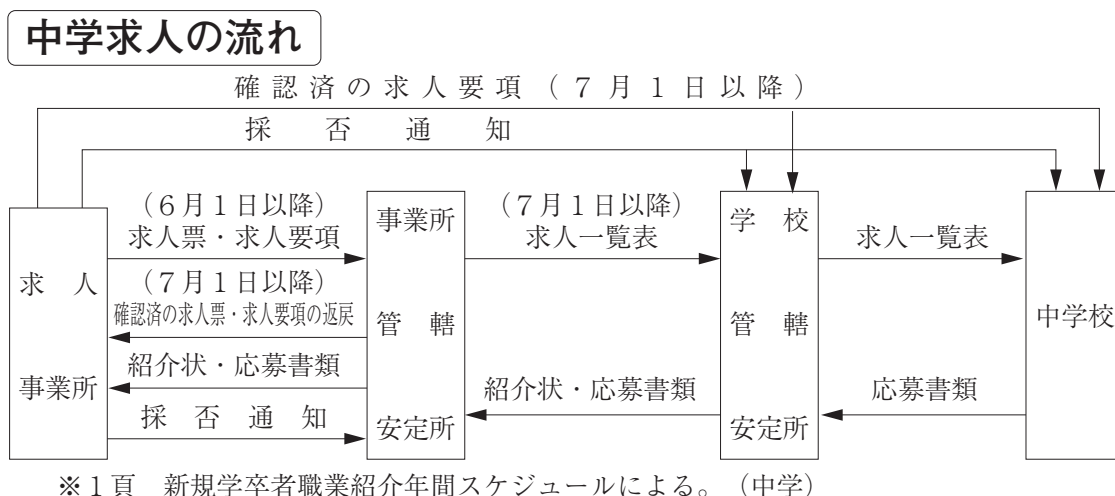 中学求人の流れ
確認済の求人要項(7月1日以降)
採否通知
求人
事業所
(6月1日以降)
求人票・求人要項
(7月1日以降)
確認済の求人票・求人要項の返戻
紹介状・応募書類
採否通知
事業所
管轄
安定所
(7月1日以降)
求人一覧表
紹介状・応募書類
学校
管轄
安定所
求人一覧表
応募書類
中学校
※1頁 新規学卒者職業紹介年間スケジュールによる。(中学)